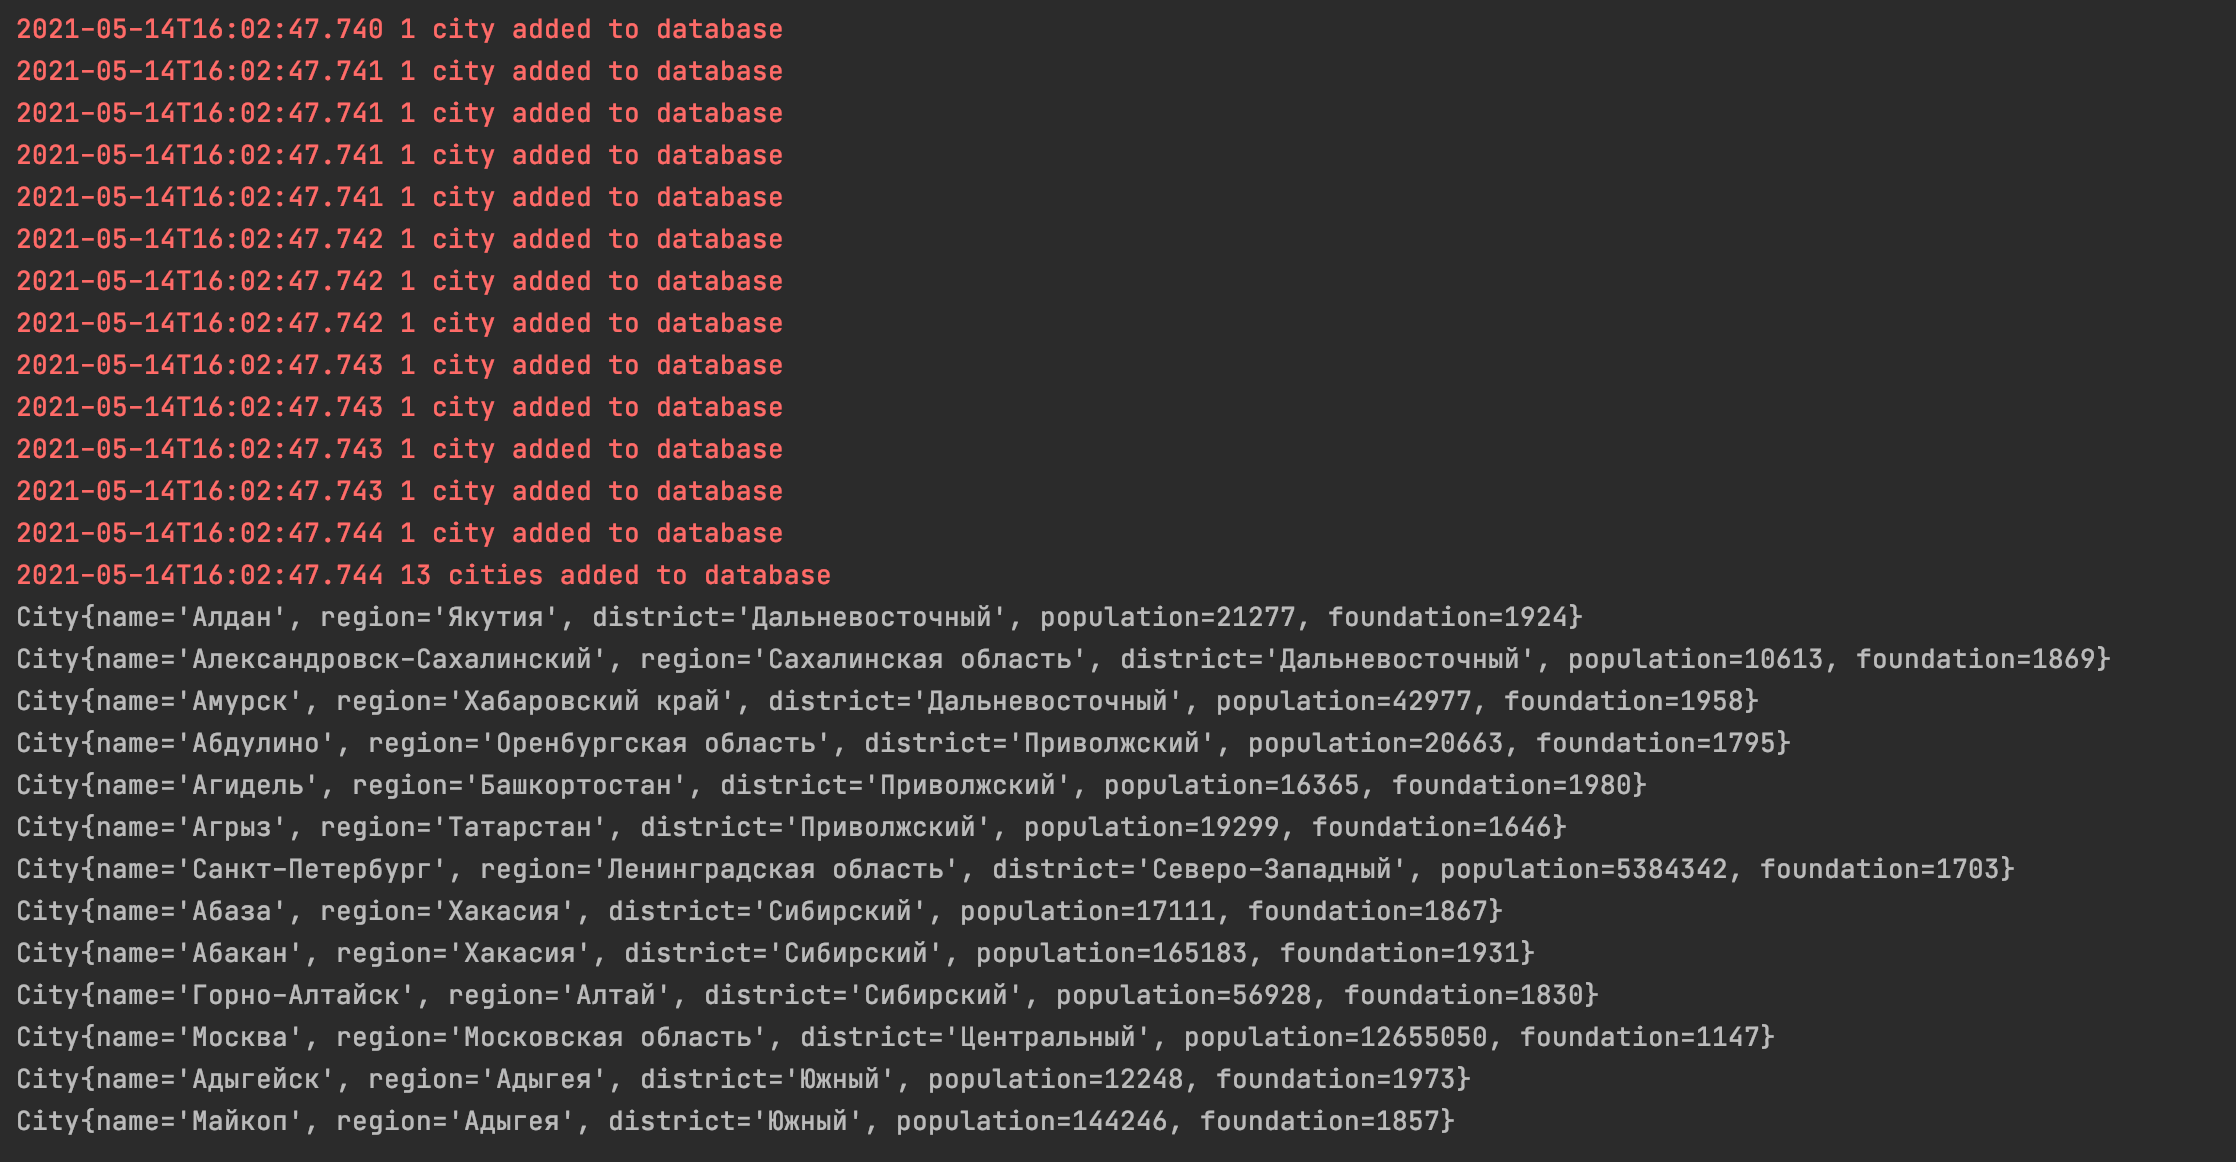 2021-05-14T16:02:47.740 1 city added to database
2021-05-14T16:02:47.741 1 city added to database
2021-05-14T16:02:47.741 1 city added to database
2021-05-14T16:02:47.741 1 city added to database
2021-05-14T16:02:47.741 1 city added to database
2021-05-14T16:02:47.742 1 city added to database
2021-05-14T16:02:47.742 1 city added to database
2021-05-14T16:02:47.742 1 city added to database
2021-05-14T16:02:47.743 1 city added to database
2021-05-14T16:02:47.743 1 city added to database
2021-05-14T16:02:47.743 1 city added to database
2021-05-14T16:02:47.743 1 city added to database
2021-05-14T16:02:47.744 1 city added to database
2021-05-14T16:02:47.744 13 cities added to database
City{name='Алдан', region='Якутия', district='Дальневосточный', population=21277, foundation=1924}
City{name='Александровск-Сахалинский', region='Сахалинская область', district='Дальневосточный', population=10613, foundation=1869}
City{name='Амурск', region='Хабаровский край', district='Дальневосточный', population=42977, foundation=1958}
City{name='Абдулино', region='Оренбургская область', district='Приволжский', population=20663, foundation=1795}
City{name='Агидель', region='Башкортостан', district='Приволжский', population=16365, foundation=1980}
City{name='Агрыз', region='Татарстан', district='Приволжский', population=19299, foundation=1646}
City{name='Санкт-Петербург', region='Ленинградская область', district='Северо-Западный', population=5384342, foundation=1703}
City{name='Абаза', region='Хакасия', district='Сибирский', population=17111, foundation=1867}
City{name='Абакан', region='Хакасия', district='Сибирский', population=165183, foundation=1931}
City{name='Горно-Алтайск', region='Алтай', district='Сибирский', population=56928, foundation=1830}
City{name='Москва', region='Московская область', district='Центральный', population=12655050, foundation=1147}
City{name='Адыгейск', region='Адыгея', district='Южный', population=12248, foundation=1973}
City{name='Майкоп', region='Адыгея', district='Южный', population=144246, foundation=1857}